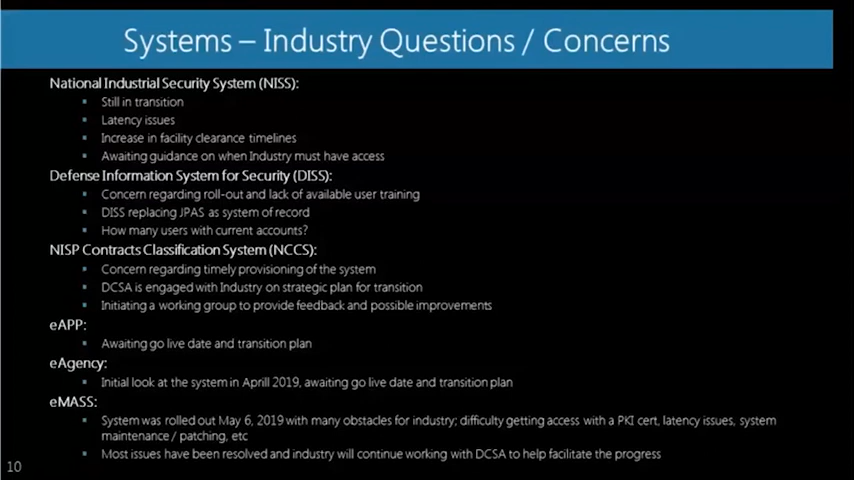 Systems – Industry Questions / Concerns
National Industrial Security System (NISS):
▪ Still in transition
▪ Latency issues
▪ Increase in facility clearance timelines
▪ Awaiting guidance on when Industry must have access
Defense Information System for Security (DISS):
▪ Concern regarding roll-out and lack of available user training
▪ DISS replacing JPAS as system of record
▪ How many users with current accounts?
NISP Contracts Classification System (NCCS):
▪ Concern regarding timely provisioning of the system
▪ DCSA is engaged with Industry on strategic plan for transition
▪ Initiating a working group to provide feedback and possible improvements
eAPP:
▪ Awaiting go live date and transition plan
eAgency:
▪ Initial look at the system in Aprill 2019, awaiting go live date and transition plan
eMASS:
▪ System was rolled out May 6, 2019 with many obstacles for industry; difficulty getting access with a PKI cert, latency issues, system
maintenance / patching, etc
▪ Most issues have been resolved and industry will continue working with DCSA to help facilitate the progress
10